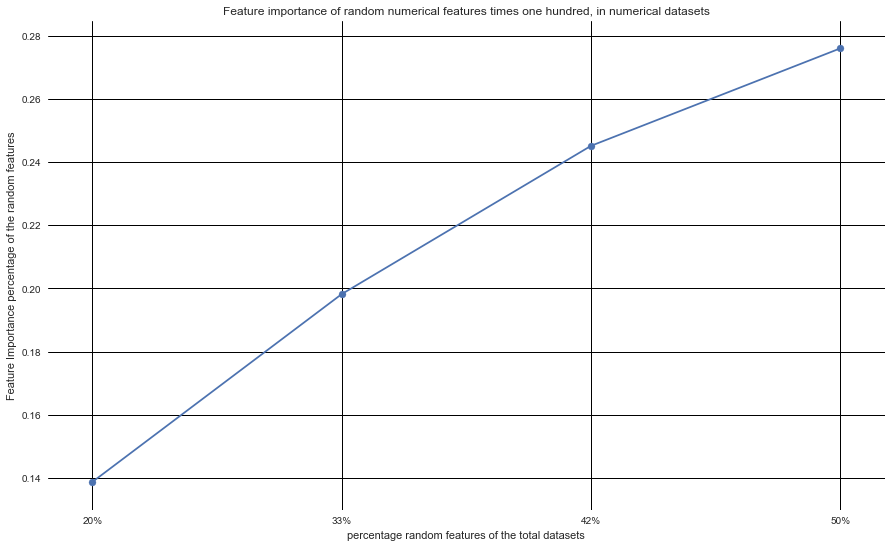 Feature importance of random numerical features times one hundred, in numerical datasets
Feature Importance percentage of the random features
0.28
0.26
0.24
0.22
0.20
0.18
0.16
0.14
20% 33% 42% 50%
percentage random features of the total datasets